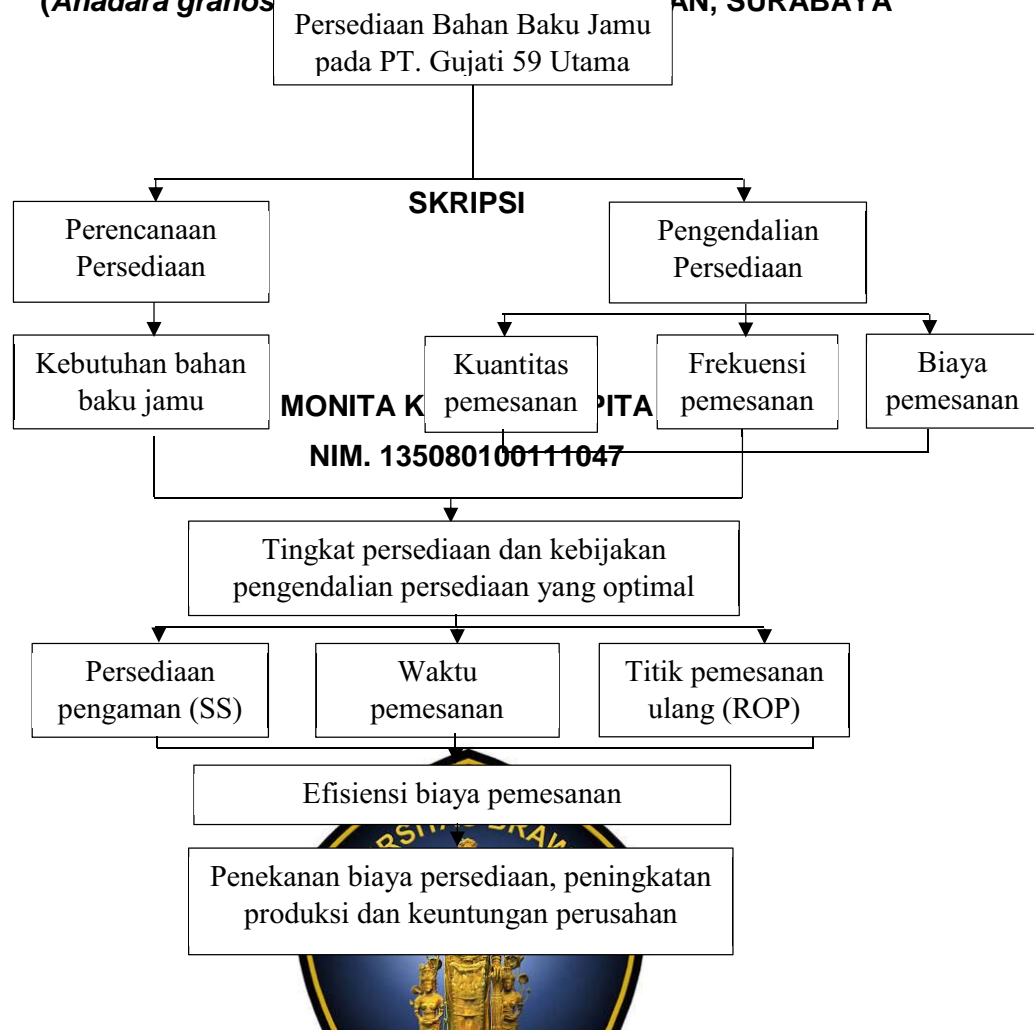 (Anadara AN, SURABAYA
Persediaan Bahan Baku Jamu
pada PT. Gujati 59 Utama
SKRIPSI
Perencanaan
Persediaan
Pengendalian
Persediaan
Kebutuhan bahan
baku jamu
Kuantitas
pemesanan
Frekuensi
pemesanan
Biaya
pemesanan
MONITA K PITA
NIM. 135080100111047
Tingkat persediaan dan kebijakan
pengendalian persediaan yang optimal
Persediaan
pengaman (SS)
Waktu
pemesanan
Titik pemesanan
ulang (ROP)
Efisiensi biaya pemesanan
Penekanan biaya persediaan, peningkatan
produksi dan keuntungan perusahan